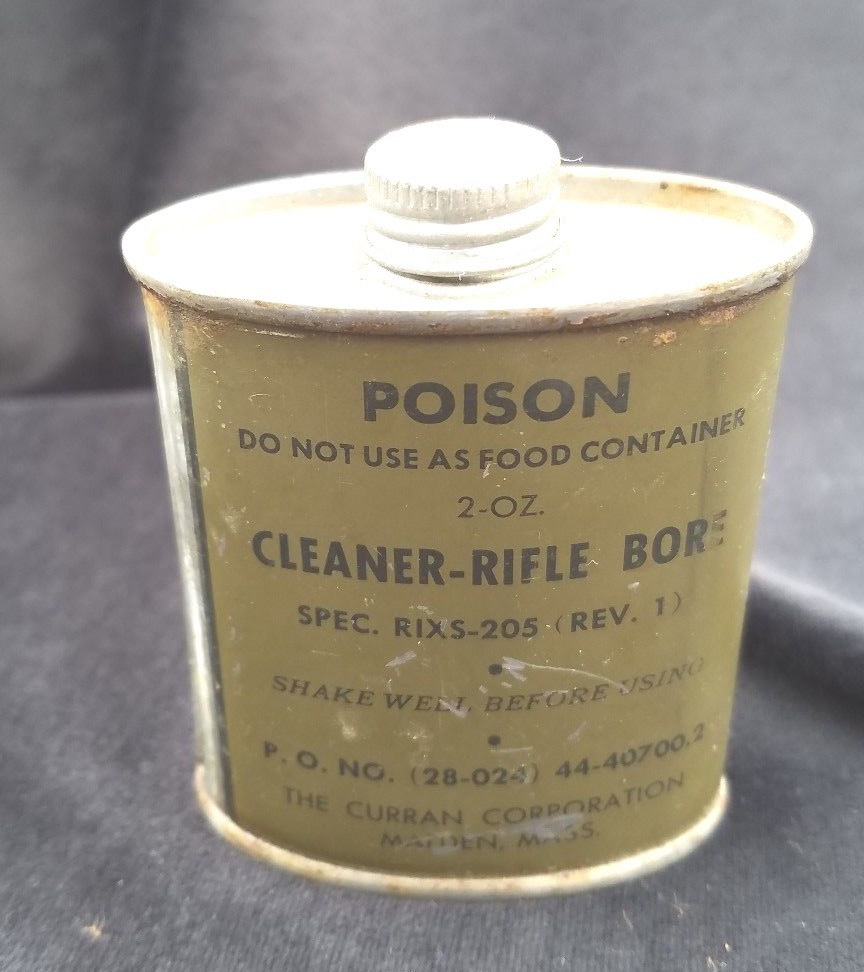 POISON
DO NOT USE AS FOOD CONTAINER
2-OZ.
CLEANER-RIFLE BORE
SPEC. RIXS-205 (REV. 1)
•
SHAKE WELL BEFORE USING
•
P. O. NO. (28-024) 44-40700.2
THE CURRAN CORPORATION
MALDEN, MASS.